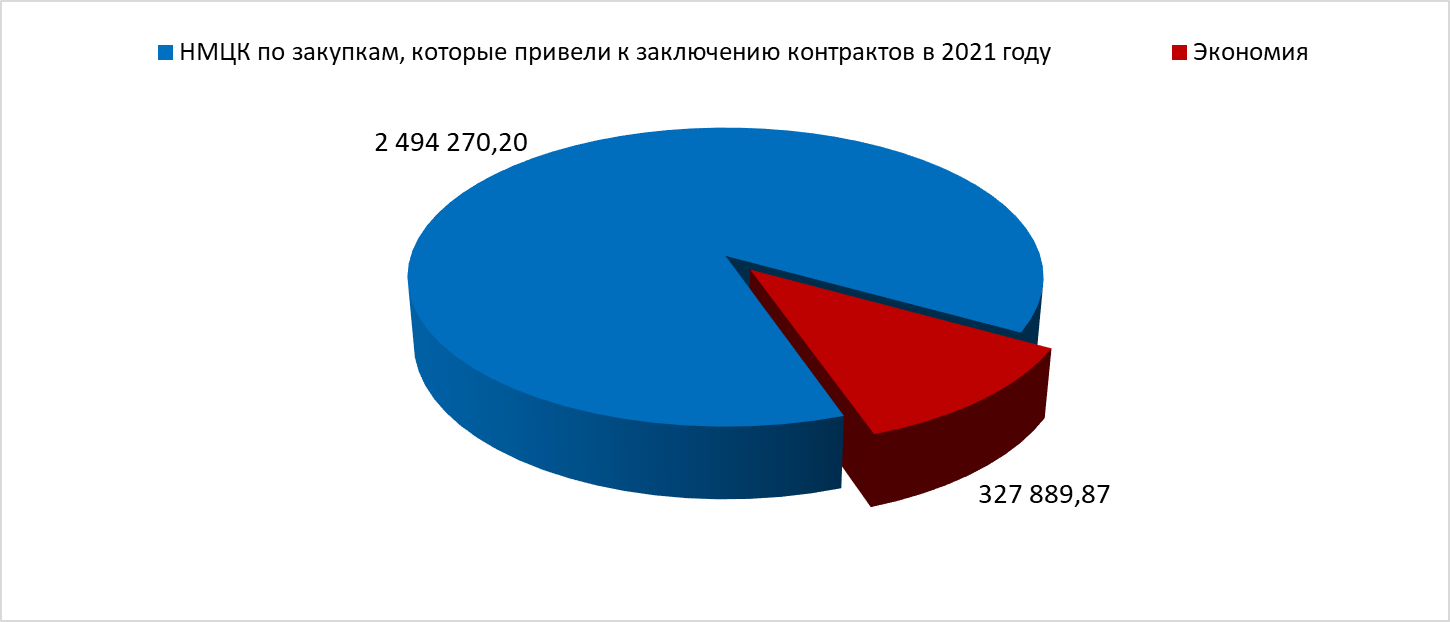 НМЦК по закупкам, которые привели к заключению контрактов в 2021 году
Экономия
2 494 270,20
327 889,87